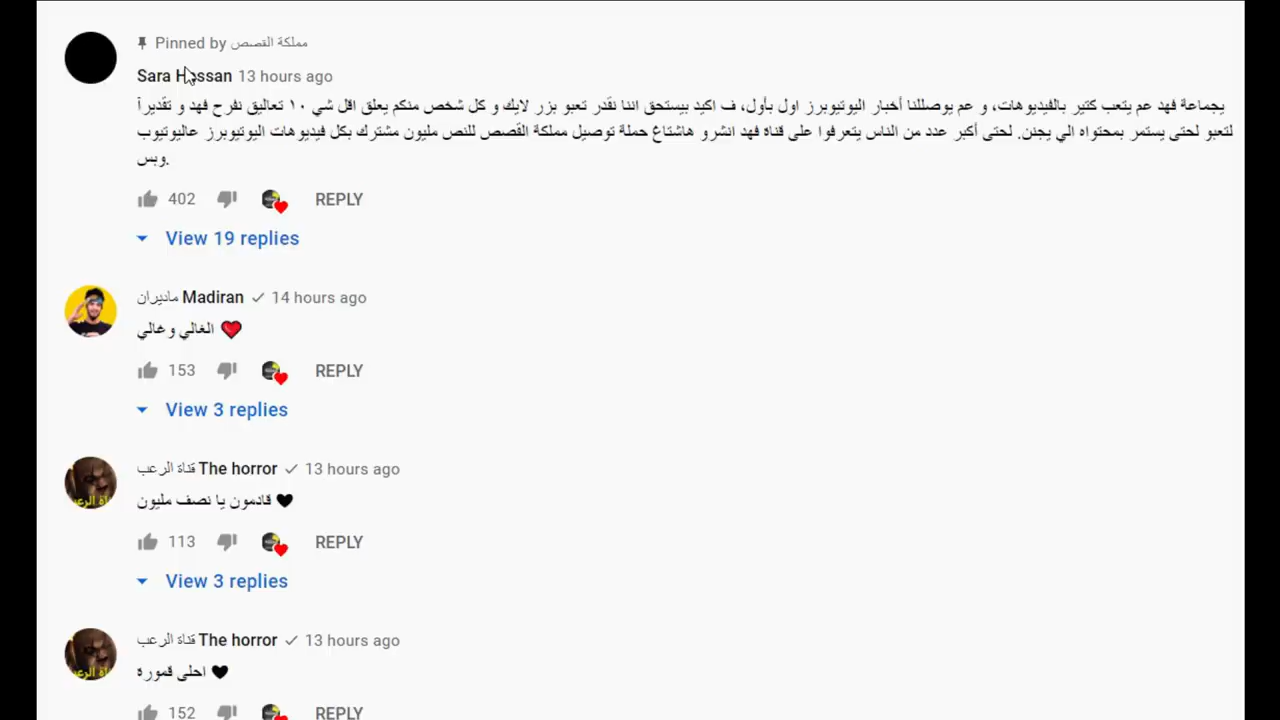 Pinned by مملكة القصص
Sara Hassan 13 hours ago
يجماعة فهد عم يتعب كتير بالفيديوهات، و عم يوصللنا أخبار اليوتيوبرز اول بأول، ف اكيد بيستحق اننا نقدر تعبو بزر لايك و كل شخص منكم يعلق اقل شي ١٠ تعاليق نفرح فهد و تقديراً
لتعبو لحتى يستمر بمحتواه الي يجنن. لحتى أكبر عدد من الناس يتعرفوا على قناة فهد انشرو هاشتاغ حملة توصيل مملكة القصص للنص مليون مشترك بكل فيديوهات اليوتيوبرز عاليوتيوب
وبس.
402 REPLY
View 19 replies
ماديران Madiran 14 hours ago
الغالي وغالي ❤️
153 REPLY
View 3 replies
قناة الرعب The horror 13 hours ago
قادمون يا نصف مليون 🖤
113 REPLY
View 3 replies
قناة الرعب The horror 13 hours ago
احلى قمورة 🖤
152 REPLY